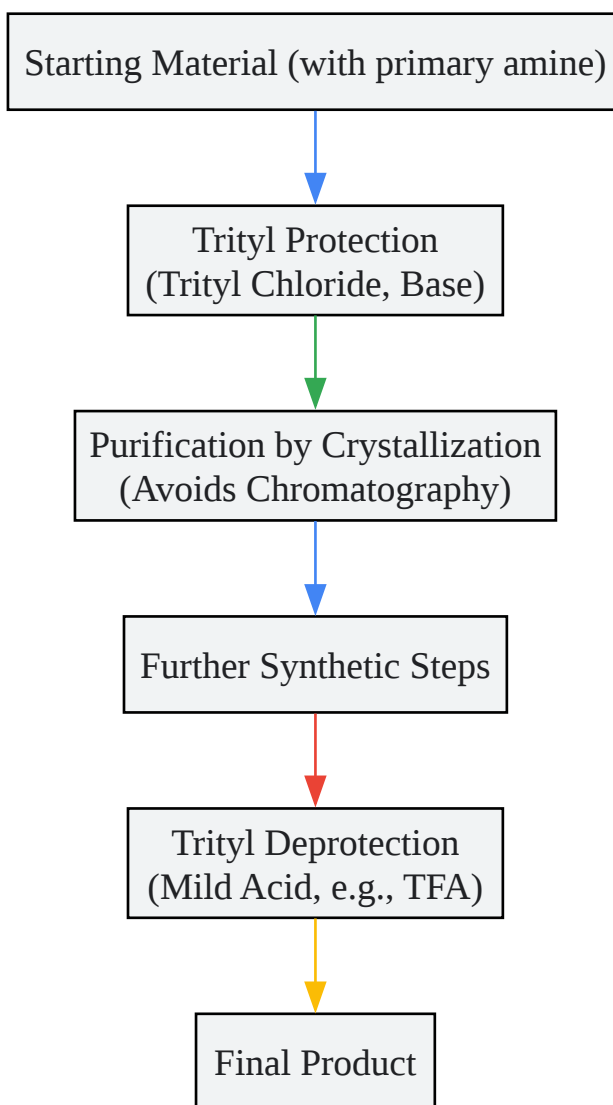 Starting Material (with primary amine)
Trityl Protection
(Trityl Chloride, Base)
Purification by Crystallization
(Avoids Chromatography)
Further Synthetic Steps
Trityl Deprotection
(Mild Acid, e.g., TFA)
Final Product